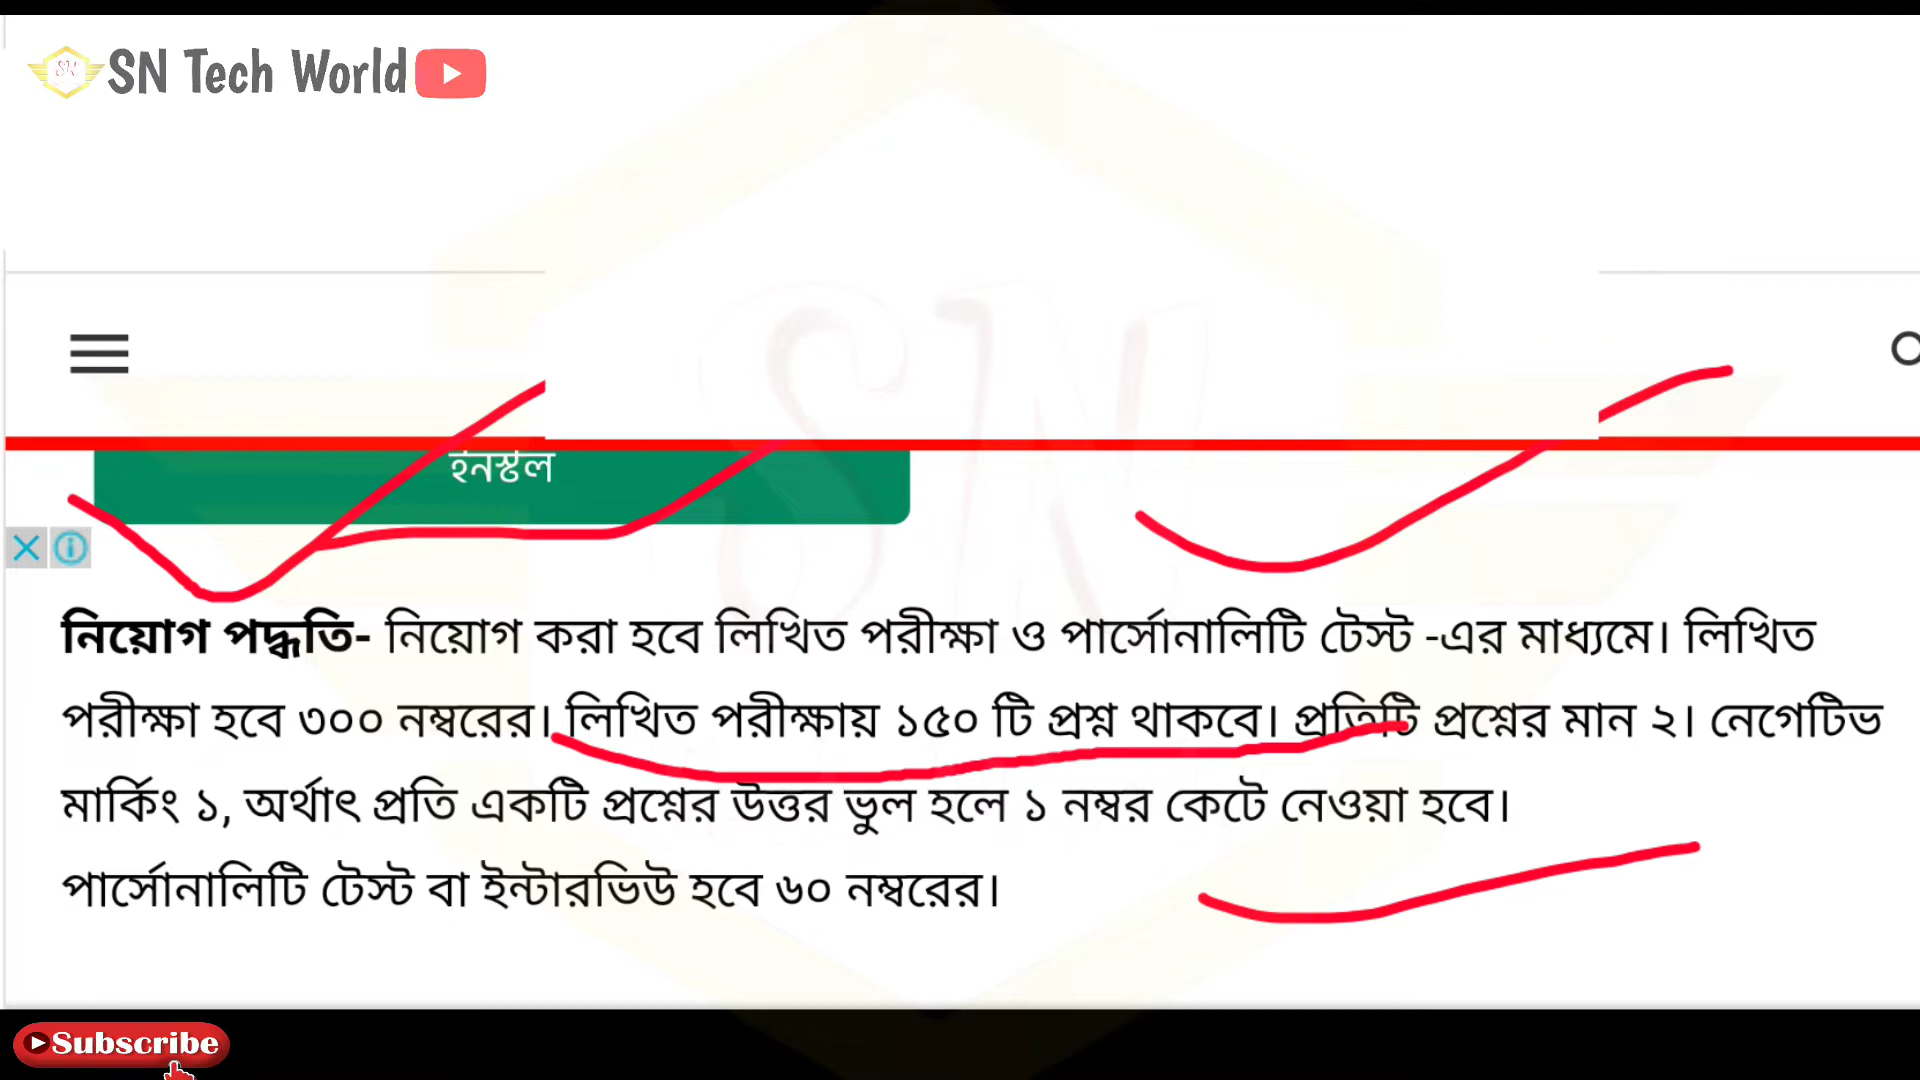 SN Tech World
ইনস্টল
নিয়োগ পদ্ধতি- নিয়োগ করা হবে লিখিত পরীক্ষা ও পার্সোনালিটি টেস্ট -এর মাধ্যমে। লিখিত
পরীক্ষা হবে ৩০০ নম্বরের। লিখিত পরীক্ষায় ১৫০ টি প্রশ্ন থাকবে। প্রতিটি প্রশ্নের মান ২। নেগেটিভ
মার্কিং ১, অর্থাৎ প্রতি একটি প্রশ্নের উত্তর ভুল হলে ১ নম্বর কেটে নেওয়া হবে।
পার্সোনালিটি টেস্ট বা ইন্টারভিউ হবে ৬০ নম্বরের।
SN
Subscribe